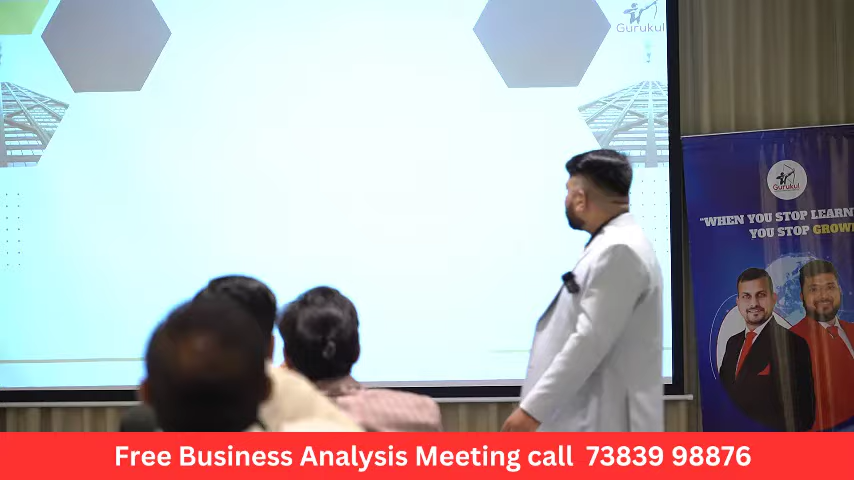 Gurukul
Gurukul
"WHEN YOU STOP LEARN
YOU STOP GROW
Free Business Analysis Meeting call 73839 98876